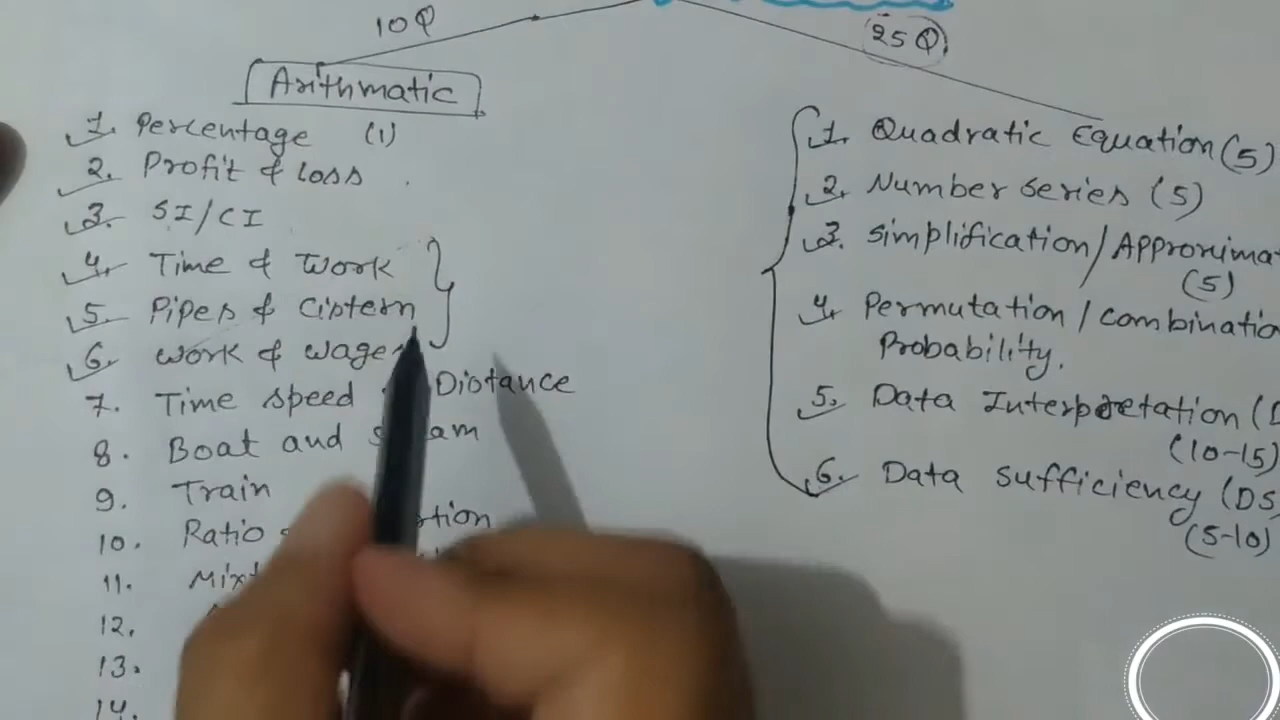 10Q
Arithmatic
1. Percentage (1)
2. Profit & loss
3. SI/CI
4. Time & Work
5. Pipes & Cistern
6. Work & wages
7. Time speed Distance
8. Boat and
9. Train
10. Ratio
11.
12.
13.
14.
25Q
1. Quadratic Equation (5)
2. Number series (5)
3. Simplification/Approxima
(5)
4. Permutation/combinatio
Probability.
5. Data Interpretation (D
(10-15)
6. Data sufficiency (DS
(5-10)